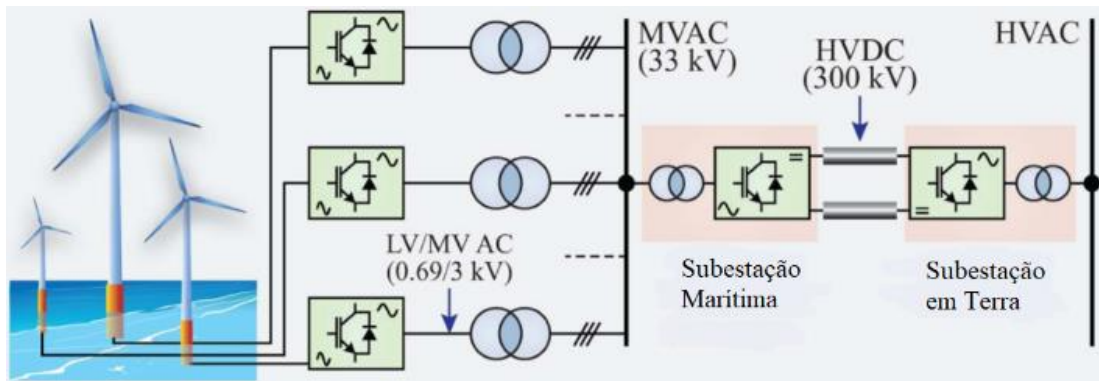 MVAC
(33 kV)
HVDC
(300 kV)
HVAC
LV/MV AC
(0.69/3 kV)
Subestação
Marítima
Subestação
em Terra